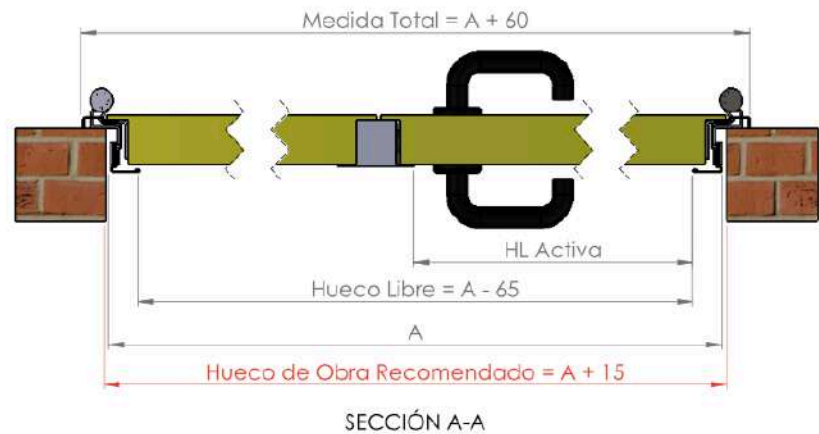 Medida Total = A + 60
HL Activa
Hueco Libre = A - 65
A
Hueco de Obra Recomendado = A + 15
SECCIÓN A-A